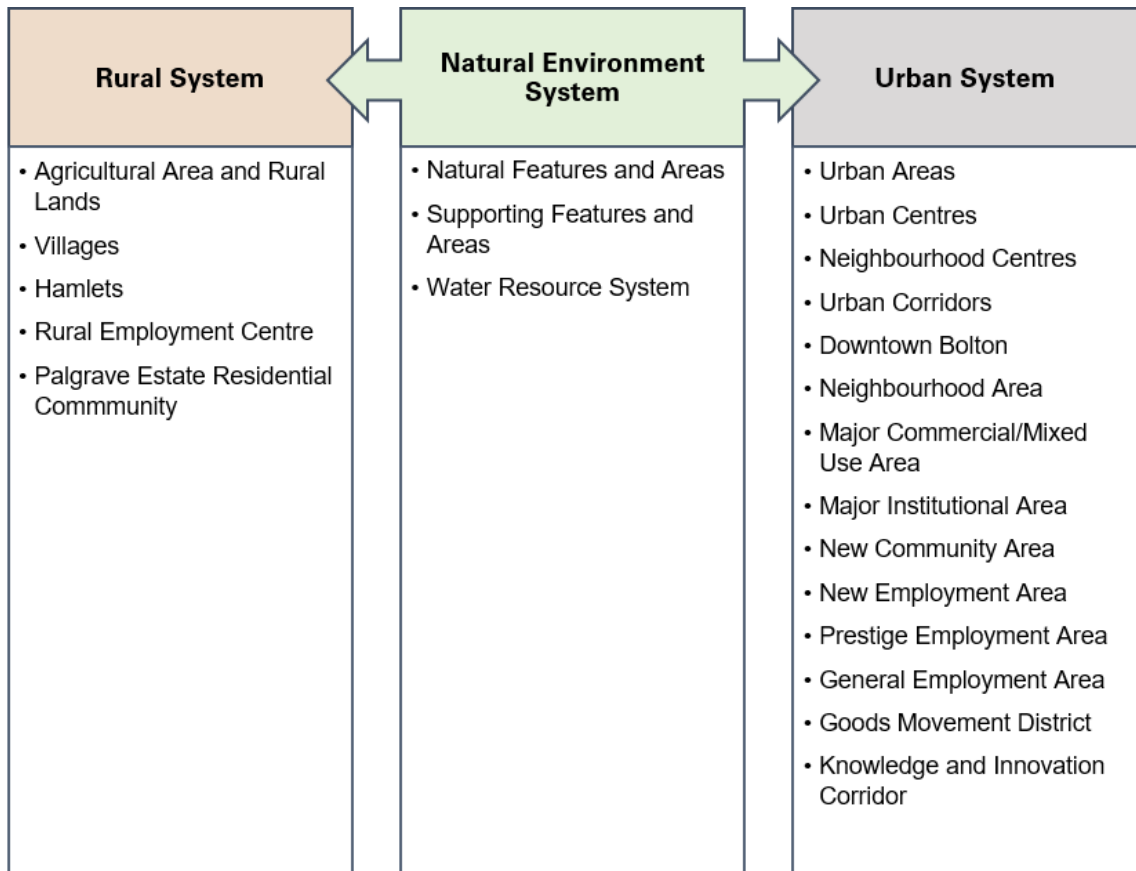 Rural System
• Agricultural Area and Rural
Lands
• Villages
• Hamlets
• Rural Employment Centre
• Palgrave Estate Residential
Commmunity
Natural Environment
System
• Natural Features and Areas
• Supporting Features and
Areas
• Water Resource System
Urban System
• Urban Areas
• Urban Centres
• Neighbourhood Centres
• Urban Corridors
• Downtown Bolton
• Neighbourhood Area
• Major Commercial/Mixed
Use Area
• Major Institutional Area
• New Community Area
• New Employment Area
• Prestige Employment Area
• General Employment Area
• Goods Movement District
• Knowledge and Innovation
Corridor